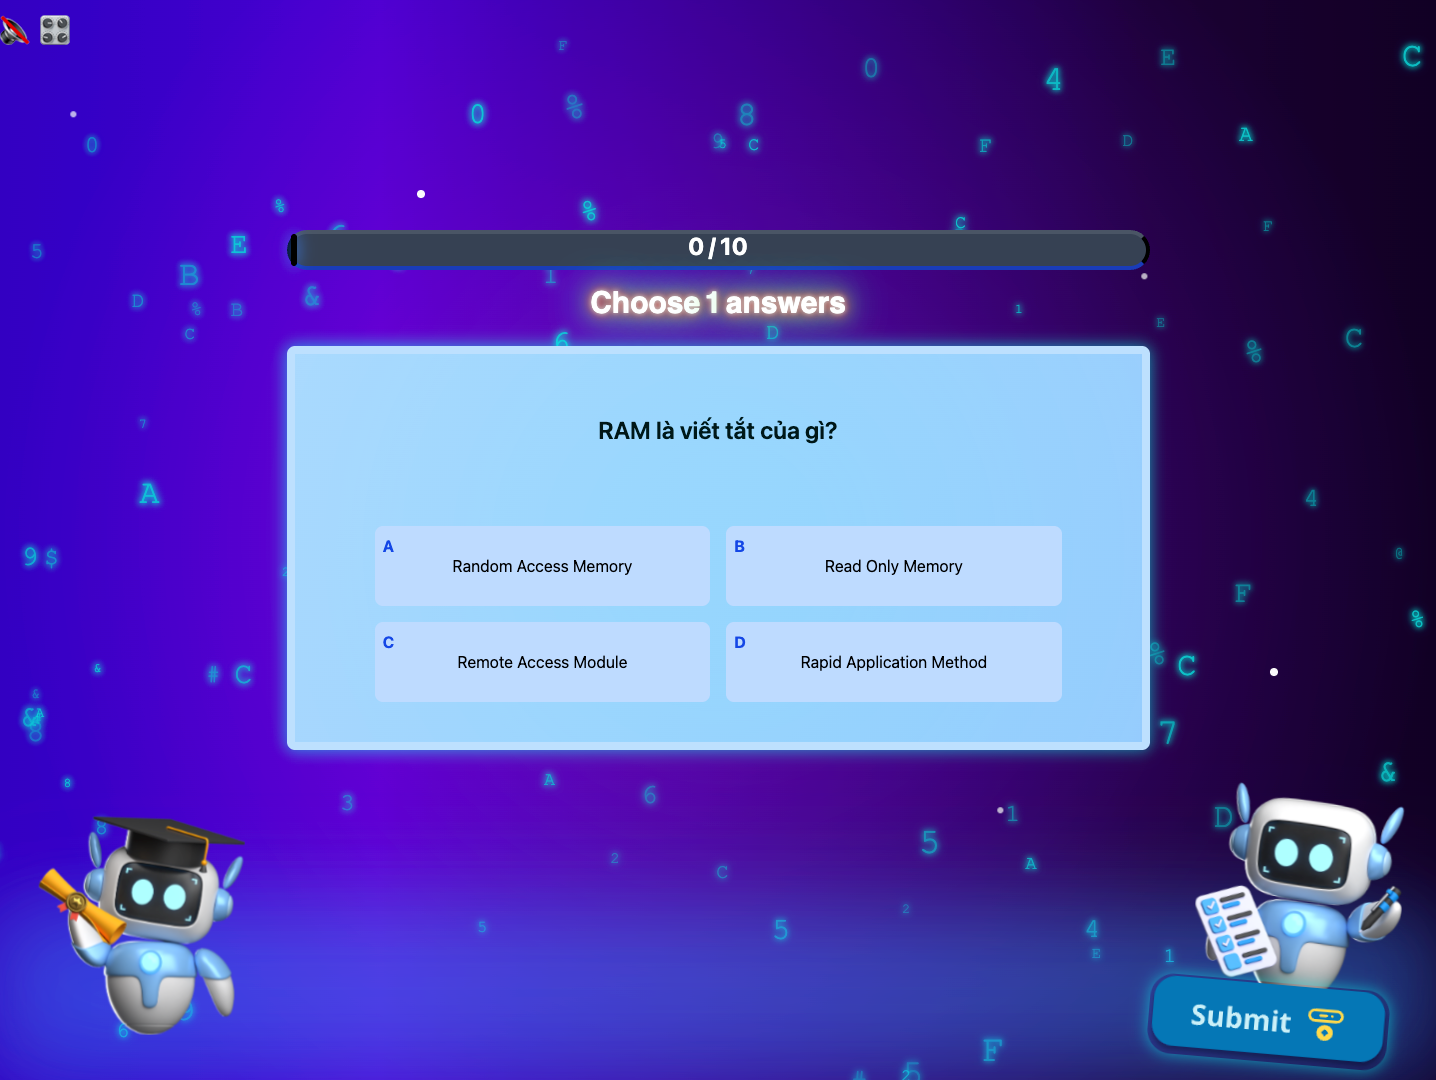 0 / 10
Choose 1 answers
RAM là viết tắt của gì?
A
Random Access Memory
B
Read Only Memory
C
Remote Access Module
D
Rapid Application Method
Submit